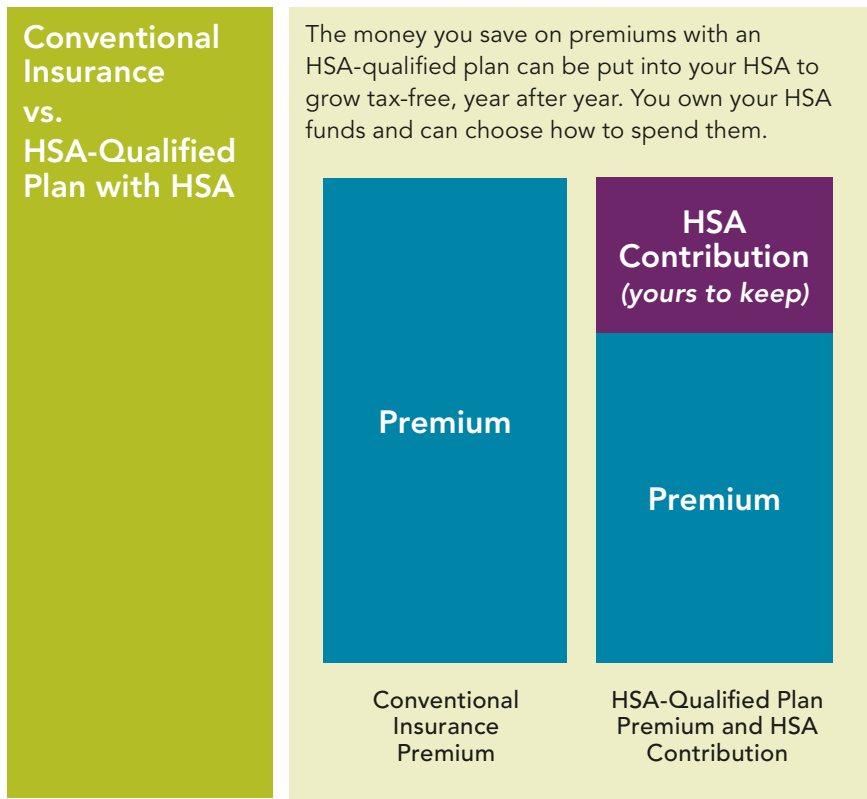 Conventional
Insurance
vs.
HSA-Qualified
Plan with HSA
The money you save on premiums with an
HSA-qualified plan can be put into your HSA to
grow tax-free, year after year. You own your HSA
funds and can choose how to spend them.
Premium
HSA
Contribution
(yours to keep)
Premium
Conventional
Insurance
Premium
HSA-Qualified Plan
Premium and HSA
Contribution